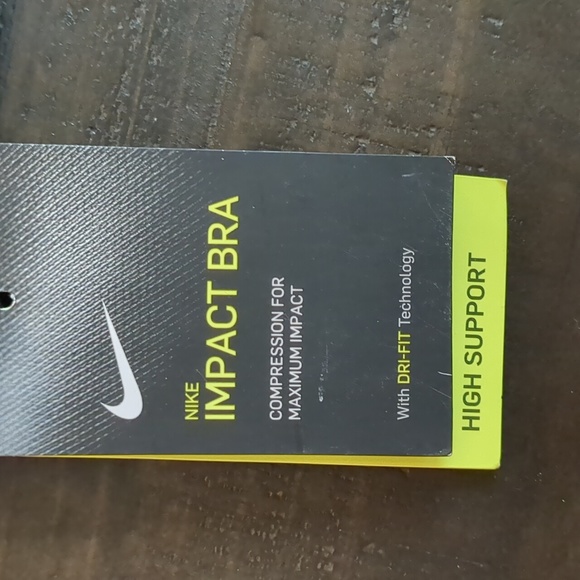 NIKE
IMPACT BRA
COMPRESSION FOR
MAXIMUM IMPACT
With DRI-FIT Technology
HIGH SUPPORT